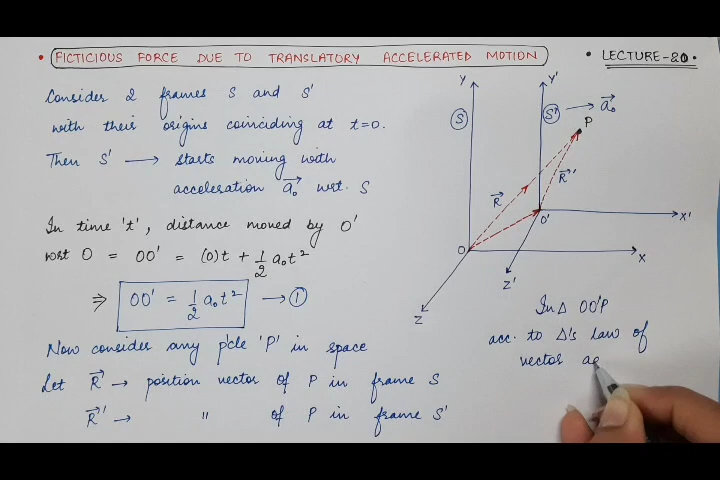 • FICTICIOUS FORCE DUE TO TRANSLATORY ACCELERATED MOTION
• LECTURE-20.
Consider 2 frames S and S'
with their origins coinciding at t=0.
Then S' → starts moving with
acceleration a₀→ wrt. S
In time 't', distance moved by O'
wrt O = OO' = (0)t + 1/2 a₀t²
⇒ OO' = 1/2 a₀t² → ①
Now consider any p'cle 'P' in space
Let R→ → position vector of P in frame S
R→' → " of P in frame S'
Y
Y'
S
S' → a₀→
P
R→
R→'
O
O'
X'
X
Z'
Z
In Δ OO'P
acc. to Δ's law of
vector ad